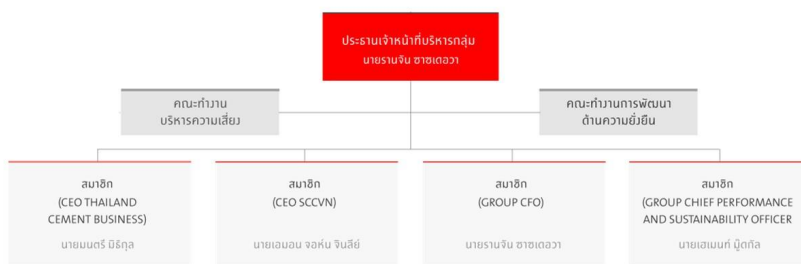 ประธานเจ้าหน้าที่บริหารกลุ่ม
นายรานจัน ซาซเดอวา
คณะทำงาน
บริหารความเสี่ยง
คณะทำงานการพัฒนา
ด้านความยั่งยืน
สมาชิก
(CEO THAILAND
CEMENT BUSINESS)
นายมนตรี นิธิกุล
สมาชิก
(CEO SCCVN)
นายเอมอน จอห์น จินสีย์
สมาชิก
(GROUP CFO)
นายรานจัน ซาซเดอวา
สมาชิก
(GROUP CHIEF PERFORMANCE
AND SUSTAINABILITY OFFICER
นายเฮเมนท์ มู๊ดกัล